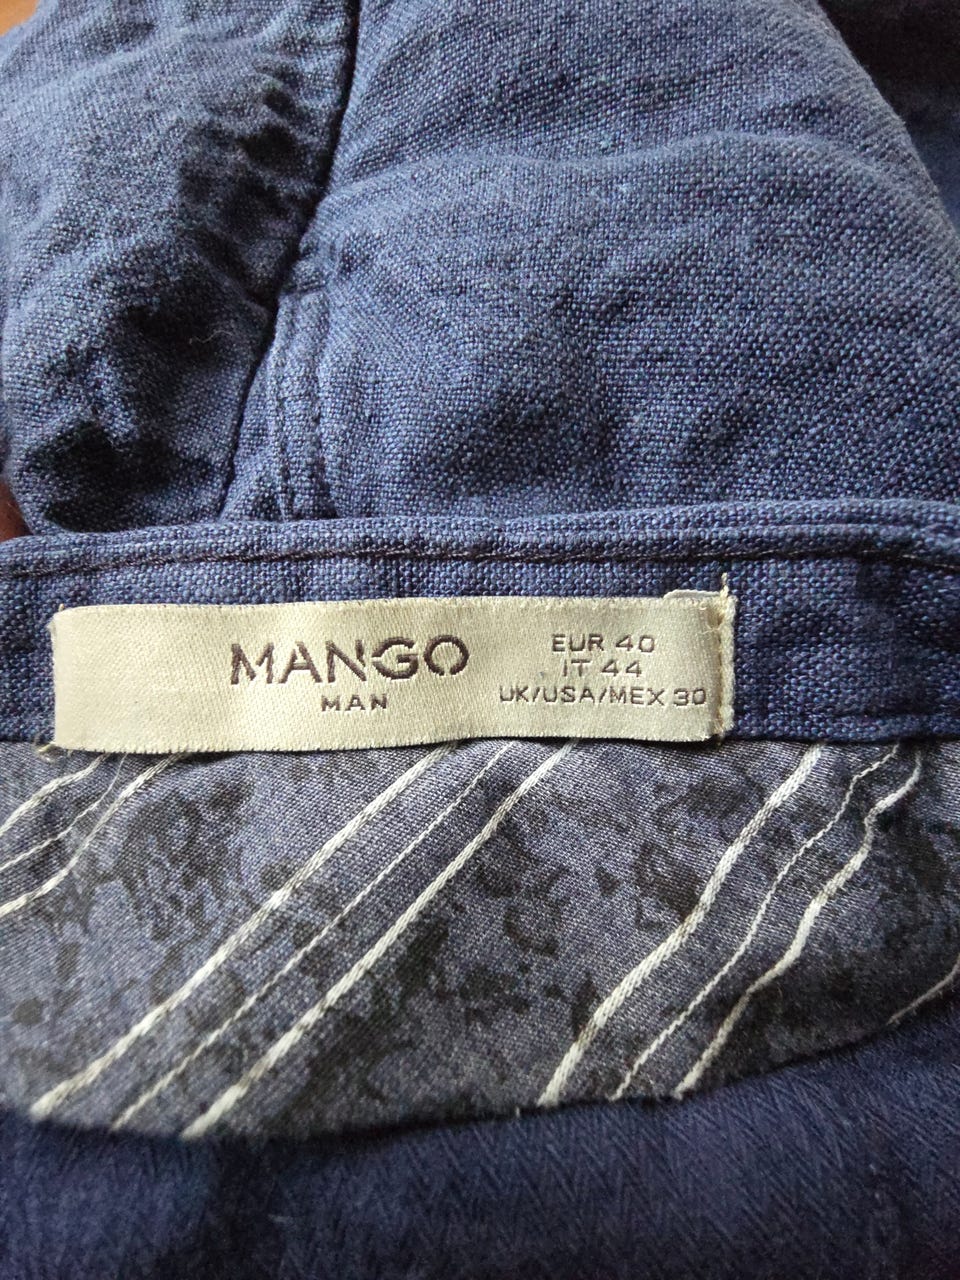 MANGO
MAN
EUR 40
IT 44
UK/USA/MEX 30